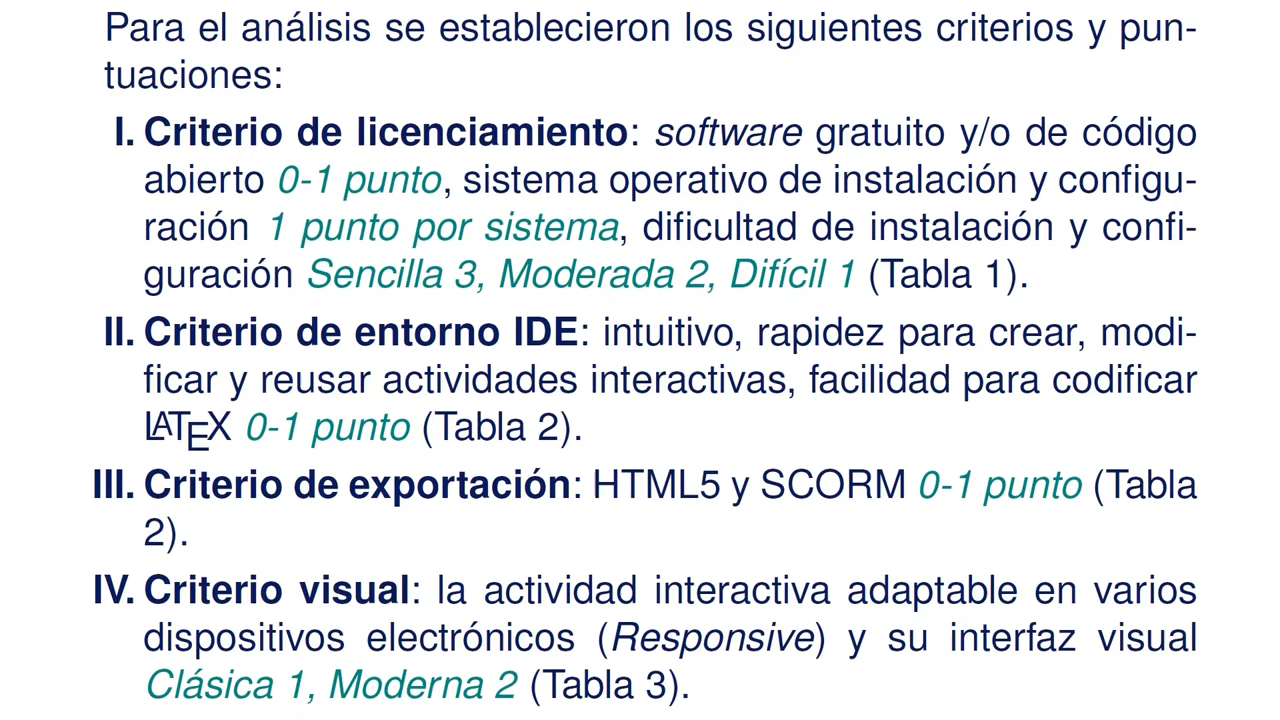 Para el análisis se establecieron los siguientes criterios y pun-
tuaciones:
I. Criterio de licenciamiento: software gratuito y/o de código
abierto 0-1 punto, sistema operativo de instalación y configu-
ración 1 punto por sistema, dificultad de instalación y confi-
guración Sencilla 3, Moderada 2, Difícil 1 (Tabla 1).
II. Criterio de entorno IDE: intuitivo, rapidez para crear, modi-
ficar y reusar actividades interactivas, facilidad para codificar
LATEX 0-1 punto (Tabla 2).
III. Criterio de exportación: HTML5 y SCORM 0-1 punto (Tabla
2).
IV. Criterio visual: la actividad interactiva adaptable en varios
dispositivos electrónicos (Responsive) y su interfaz visual
Clásica 1, Moderna 2 (Tabla 3).